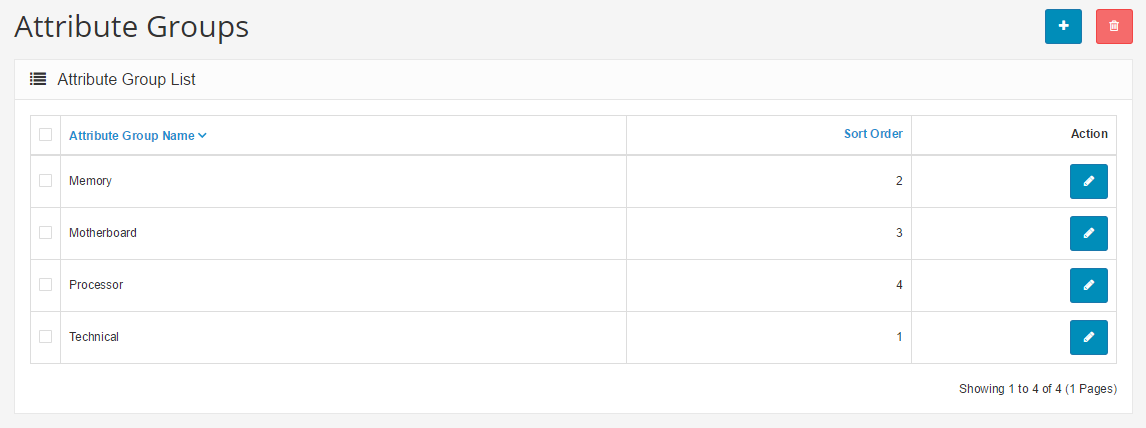 Attribute Groups
Attribute Group List
Attribute Group Name Sort Order Action
Memory 2
Motherboard 3
Processor 4
Technical 1
Showing 1 to 4 of 4 (1 Pages)